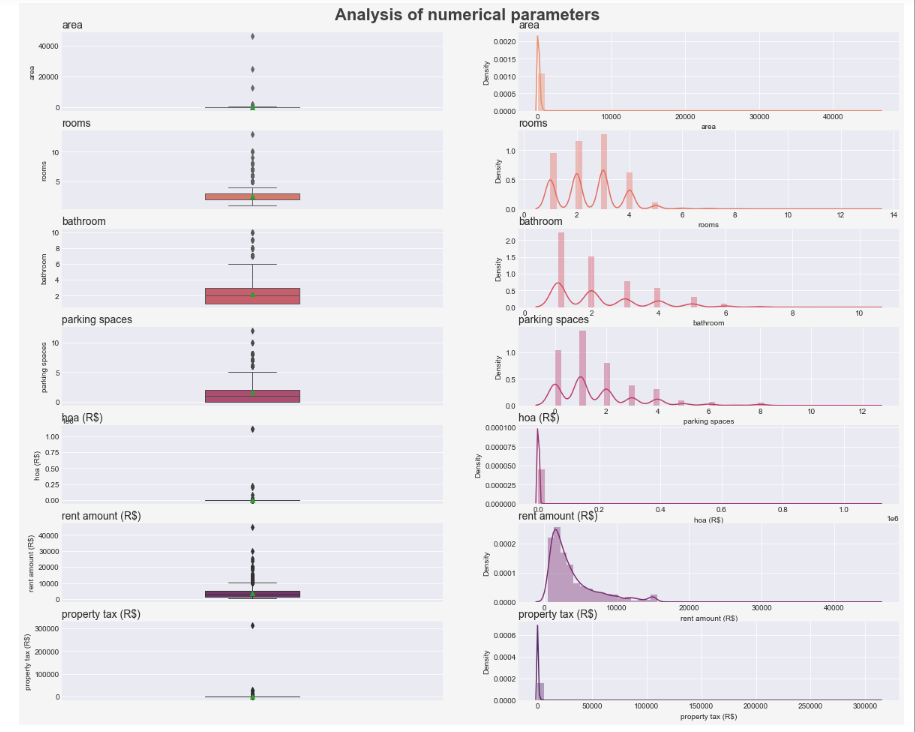 Analysis of numerical parameters
area
area
40000
20000
0
area
Density
0.0020
0.0015
0.0010
0.0005
0.0000
0 10000 20000 30000 40000
area
rooms
rooms
10
5
rooms
Density
1.0
0.5
0.0
0 2 4 6 8 10 12 14
rooms
bathroom
bathroom
10
8
6
4
2
bathroom
Density
2.0
1.5
1.0
0.5
0.0
0 2 4 6 8 10
bathroom
parking spaces
parking spaces
10
5
0
parking spaces
Density
1.0
0.5
0.0
0 2 4 6 8 10 12
parking spaces
hoa (R$)
hoa (R$)
1.00
0.75
0.50
0.25
0.00
hoa (R$)
Density
0.000100
0.000075
0.000050
0.000025
0.000000
0.0 0.2 0.4 0.6 0.8 1.0
hoa (R$)
1e6
rent amount (R$)
rent amount (R$)
40000
30000
20000
10000
0
rent amount (R$)
Density
0.0002
0.0001
0.0000
0 10000 20000 30000 40000
rent amount (R$)
property tax (R$)
property tax (R$)
300000
200000
100000
0
property tax (R$)
Density
0.0006
0.0004
0.0002
0.0000
0 50000 100000 150000 200000 250000 300000
property tax (R$)